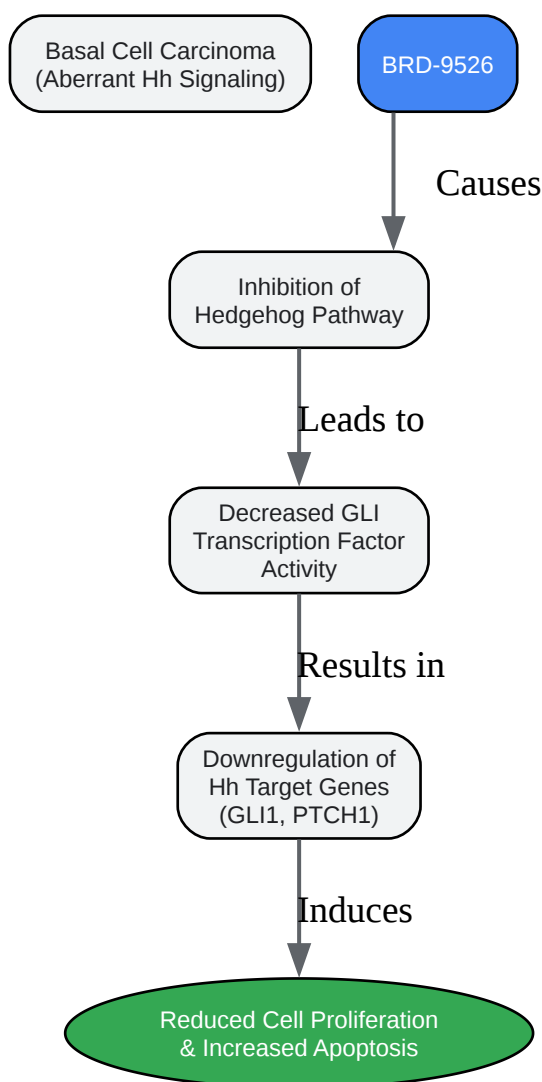 Basal Cell Carcinoma
(Aberrant Hh Signaling)
BRD-9526
Causes
Inhibition of
Hedgehog Pathway
Leads to
Decreased GLI
Transcription Factor
Activity
Results in
Downregulation of
Hh Target Genes
(GLI1, PTCH1)
Induces
Reduced Cell Proliferation
& Increased Apoptosis